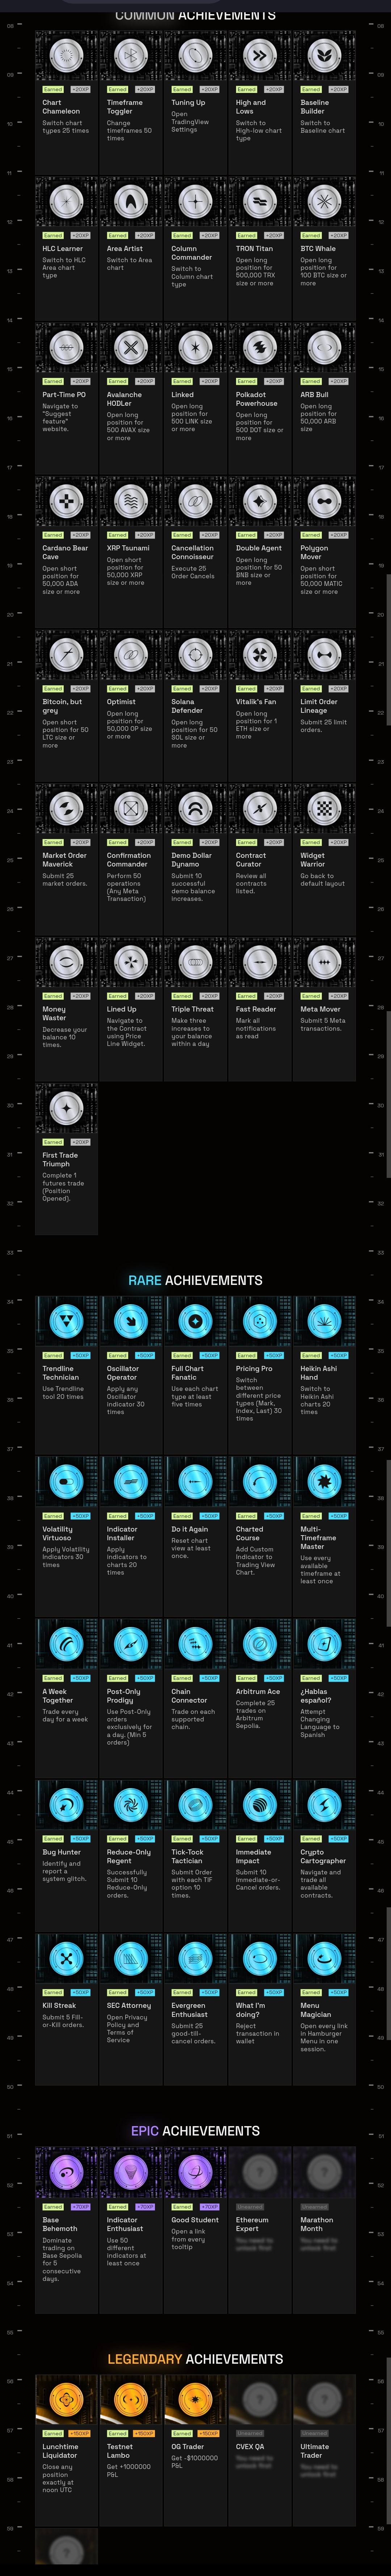 COMMON ACHIEVEMENTS
Earned +20XP Earned +20XP Earned +20XP Earned +20XP Earned +20XP
Chart Chameleon
Switch chart types 25 times
Timeframe Toggler
Change timeframes 50 times
Tuning Up
Open TradingView Settings
High and Lows
Switch to High-low chart type
Baseline Builder
Switch to Baseline chart
Earned +20XP Earned +20XP Earned +20XP Earned +20XP Earned +20XP
HLC Learner
Switch to HLC Area chart type
Area Artist
Switch to Area chart
Column Commander
Switch to Column chart type
TRON Titan
Open long position for 500,000 TRX size or more
BTC Whale
Open long position for 100 BTC size or more
Earned +20XP Earned +20XP Earned +20XP Earned +20XP Earned +20XP
Part-Time PO
Navigate to "Suggest feature" website.
Avalanche HODLer
Open long position for 500 AVAX size or more
Linked
Open long position for 500 LINK size or more
Polkadot Powerhouse
Open long position for 500 DOT size or more
ARB Bull
Open long position for 50,000 ARB size
Earned +20XP Earned +20XP Earned +20XP Earned +20XP Earned +20XP
Cardano Bear Cave
Open short position for 50,000 ADA size or more
XRP Tsunami
Open short position for 50,000 XRP size or more
Cancellation Connoisseur
Execute 25 Order Cancels
Double Agent
Open long position for 50 BNB size or more
Polygon Mover
Open short position for 50,000 MATIC size or more
Earned +20XP Earned +20XP Earned +20XP Earned +20XP Earned +20XP
Bitcoin, but grey
Open short position for 50 LTC size or more
Optimist
Open long position for 50,000 OP size or more
Solana Defender
Open long position for 50 SOL size or more
Vitalik's Fan
Open long position for 1 ETH size or more
Limit Order Lineage
Submit 25 limit orders.
Earned +20XP Earned +20XP Earned +20XP Earned +20XP Earned +20XP
Market Order Maverick
Submit 25 market orders.
Confirmation Commander
Perform 50 operations (Any Meta Transaction)
Demo Dollar Dynamo
Submit 10 successful demo balance increases.
Contract Curator
Review all contracts listed.
Widget Warrior
Go back to default layout
Earned +20XP Earned +20XP Earned +20XP Earned +20XP Earned +20XP
Money Waster
Decrease your balance 10 times.
Lined Up
Navigate to the Contract using Price Line Widget.
Triple Threat
Make three increases to your balance within a day
Fast Reader
Mark all notifications as read
Meta Mover
Submit 5 Meta transactions.
Earned +20XP
First Trade Triumph
Complete 1 futures trade (Position Opened).
RARE ACHIEVEMENTS
Earned +50XP Earned +50XP Earned +50XP Earned +50XP Earned +50XP
Trendline Technician
Use Trendline tool 20 times
Oscillator Operator
Apply any Oscillator indicator 30 times
Full Chart Fanatic
Use each chart type at least five times
Pricing Pro
Switch between different price types (Mark, Index, Last) 30 times
Heikin Ashi Hand
Switch to Heikin Ashi charts 20 times
Earned +50XP Earned +50XP Earned +50XP Earned +50XP Earned +50XP
Volatility Virtuoso
Apply Volatility Indicators 30 times
Indicator Installer
Apply indicators to charts 20 times
Do it Again
Reset chart view at least once.
Charted Course
Add Custom Indicator to Trading View Chart.
Multi-Timeframe Master
Use every available timeframe at least once
Earned +50XP Earned +50XP Earned +50XP Earned +50XP Earned +50XP
A Week Together
Trade every day for a week
Post-Only Prodigy
Use Post-Only orders exclusively for a day. (Min 5 orders)
Chain Connector
Trade on each supported chain.
Arbitrum Ace
Complete 25 trades on Arbitrum Sepolia.
¿Hablas español?
Attempt Changing Language to Spanish
Earned +50XP Earned +50XP Earned +50XP Earned +50XP Earned +50XP
Bug Hunter
Identify and report a system glitch.
Reduce-Only Regent
Successfully Submit 10 Reduce-Only orders.
Tick-Tock Tactician
Submit Order with each TIF option 10 times.
Immediate Impact
Submit 10 Immediate-or-Cancel orders.
Crypto Cartographer
Navigate and trade all available contracts.
Earned +50XP Earned +50XP Earned +50XP Earned +50XP Earned +50XP
Kill Streak
Submit 5 Fill-or-Kill orders.
SEC Attorney
Open Privacy Policy and Terms of Service
Evergreen Enthusiast
Submit 25 good-till-cancel orders.
What I'm doing?
Reject transaction in wallet
Menu Magician
Open every link in Hamburger Menu in one session.
EPIC ACHIEVEMENTS
Earned +70XP Earned +70XP Earned +70XP Unearned Unearned
Base Behemoth
Dominate trading on Base Sepolia for 5 consecutive days.
Indicator Enthusiast
Use 50 different indicators at least once
Good Student
Open a link from every tooltip
Ethereum Expert
You need to unlock first
Marathon Month
You need to unlock first
LEGENDARY ACHIEVEMENTS
Earned +150XP Earned +150XP Earned +150XP Unearned Unearned
Lunchtime Liquidator
Close any position exactly at noon UTC
Testnet Lambo
Get +1000000 P&L
OG Trader
Get -$1000000 P&L
CVEX QA
You need to unlock first
Ultimate Trader
You need to unlock first